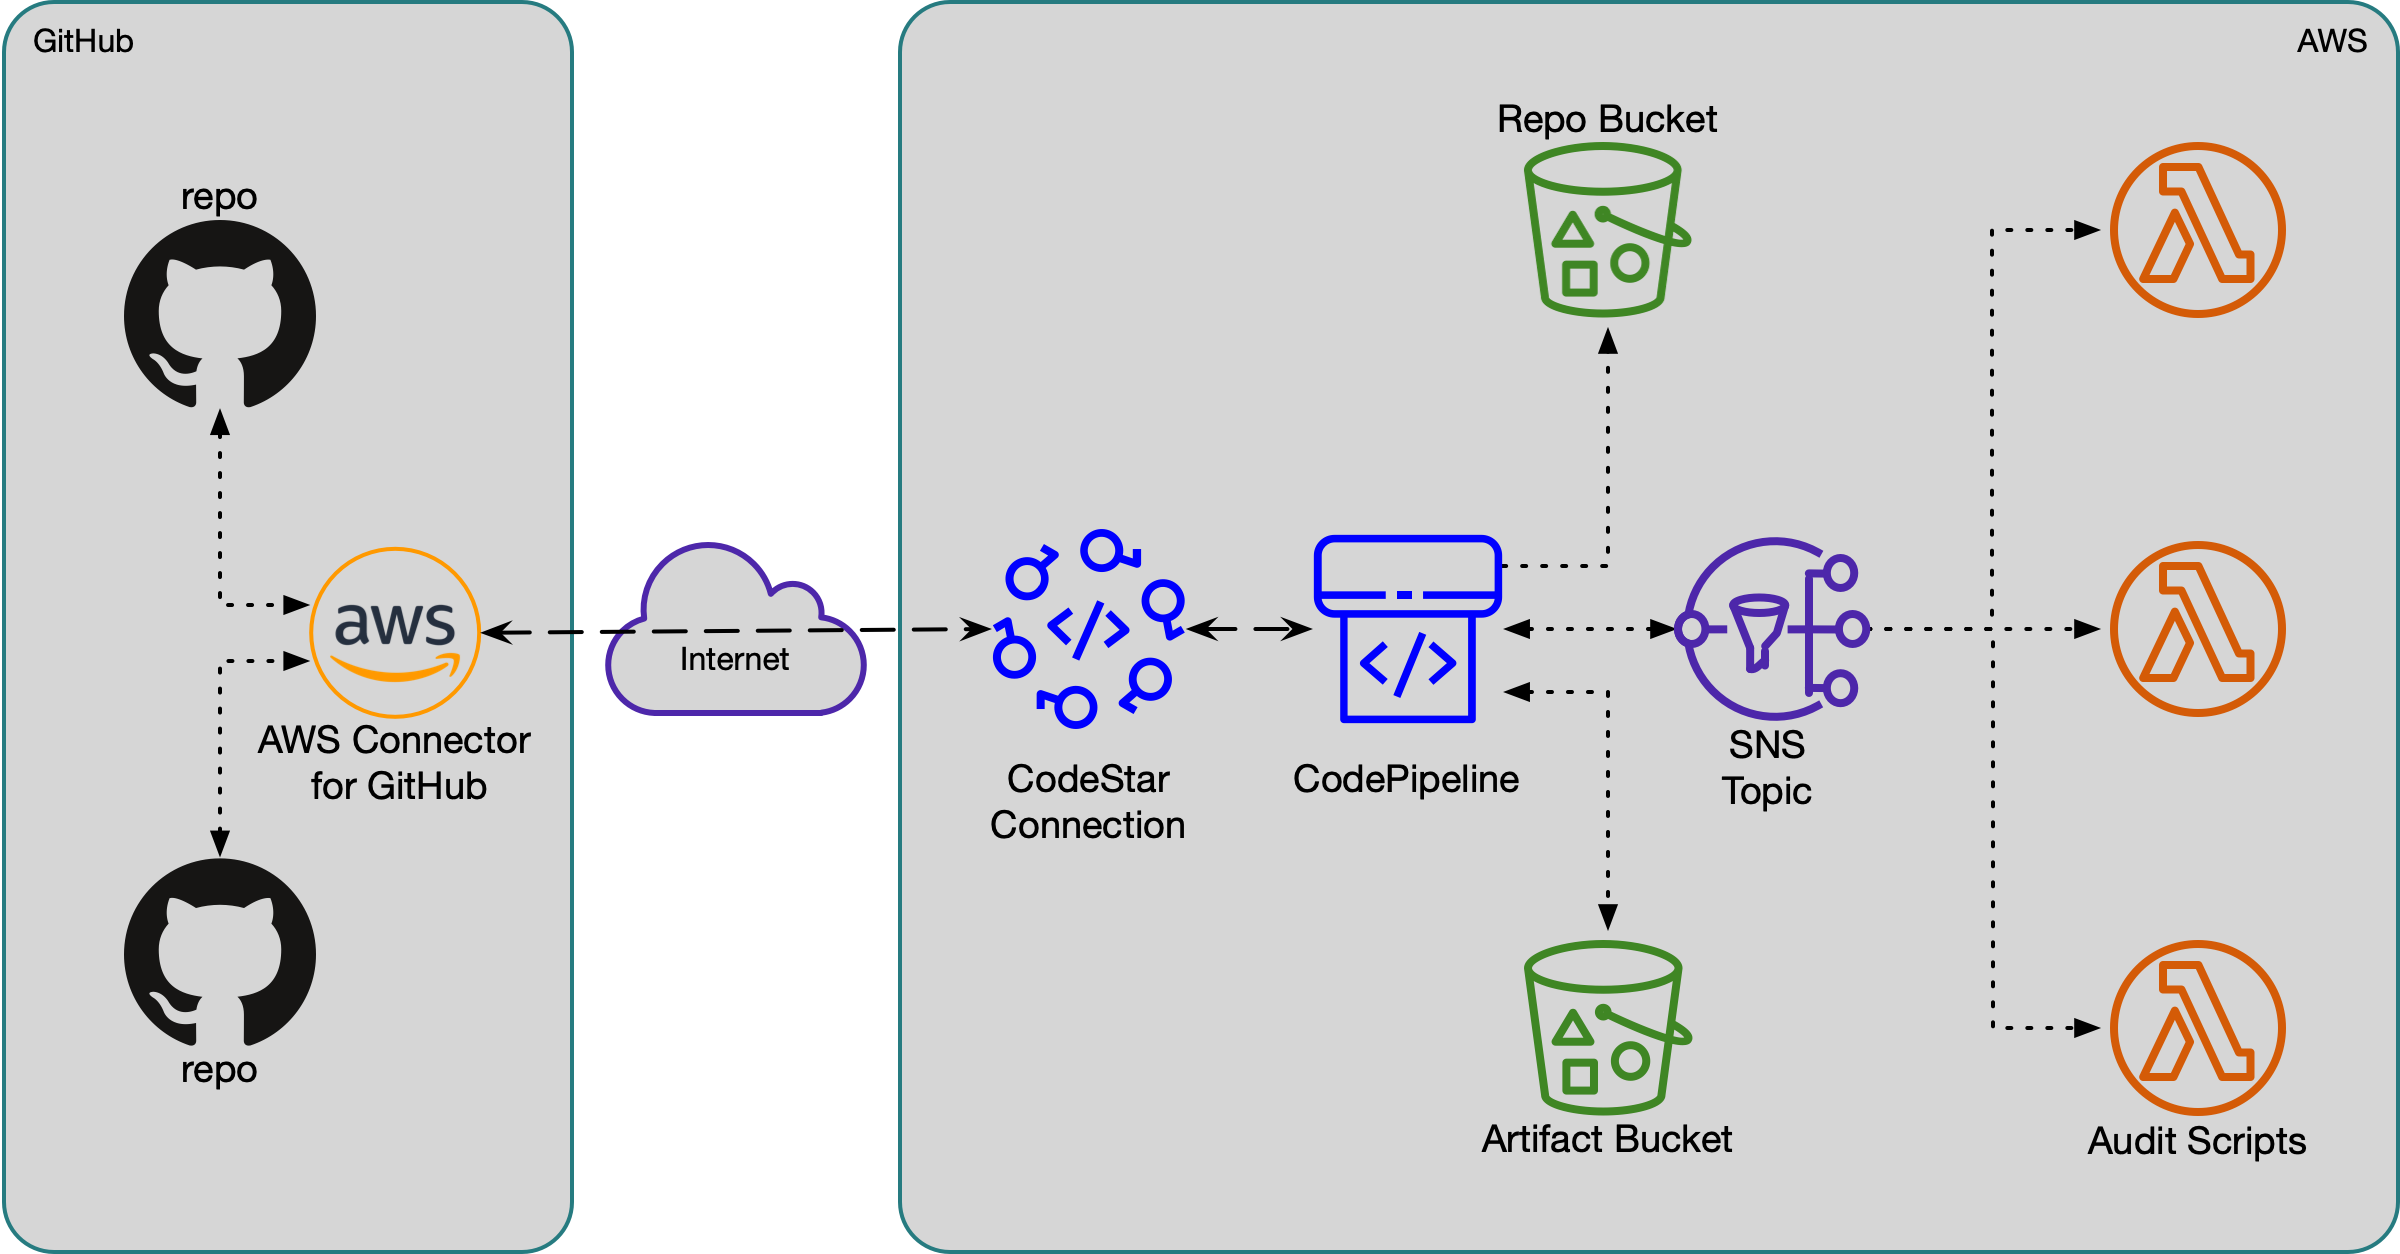 GitHub
AWS
repo
aws
AWS Connector
for GitHub
repo
Internet
CodeStar
Connection
CodePipeline
Repo Bucket
SNS
Topic
Artifact Bucket
Audit Scripts